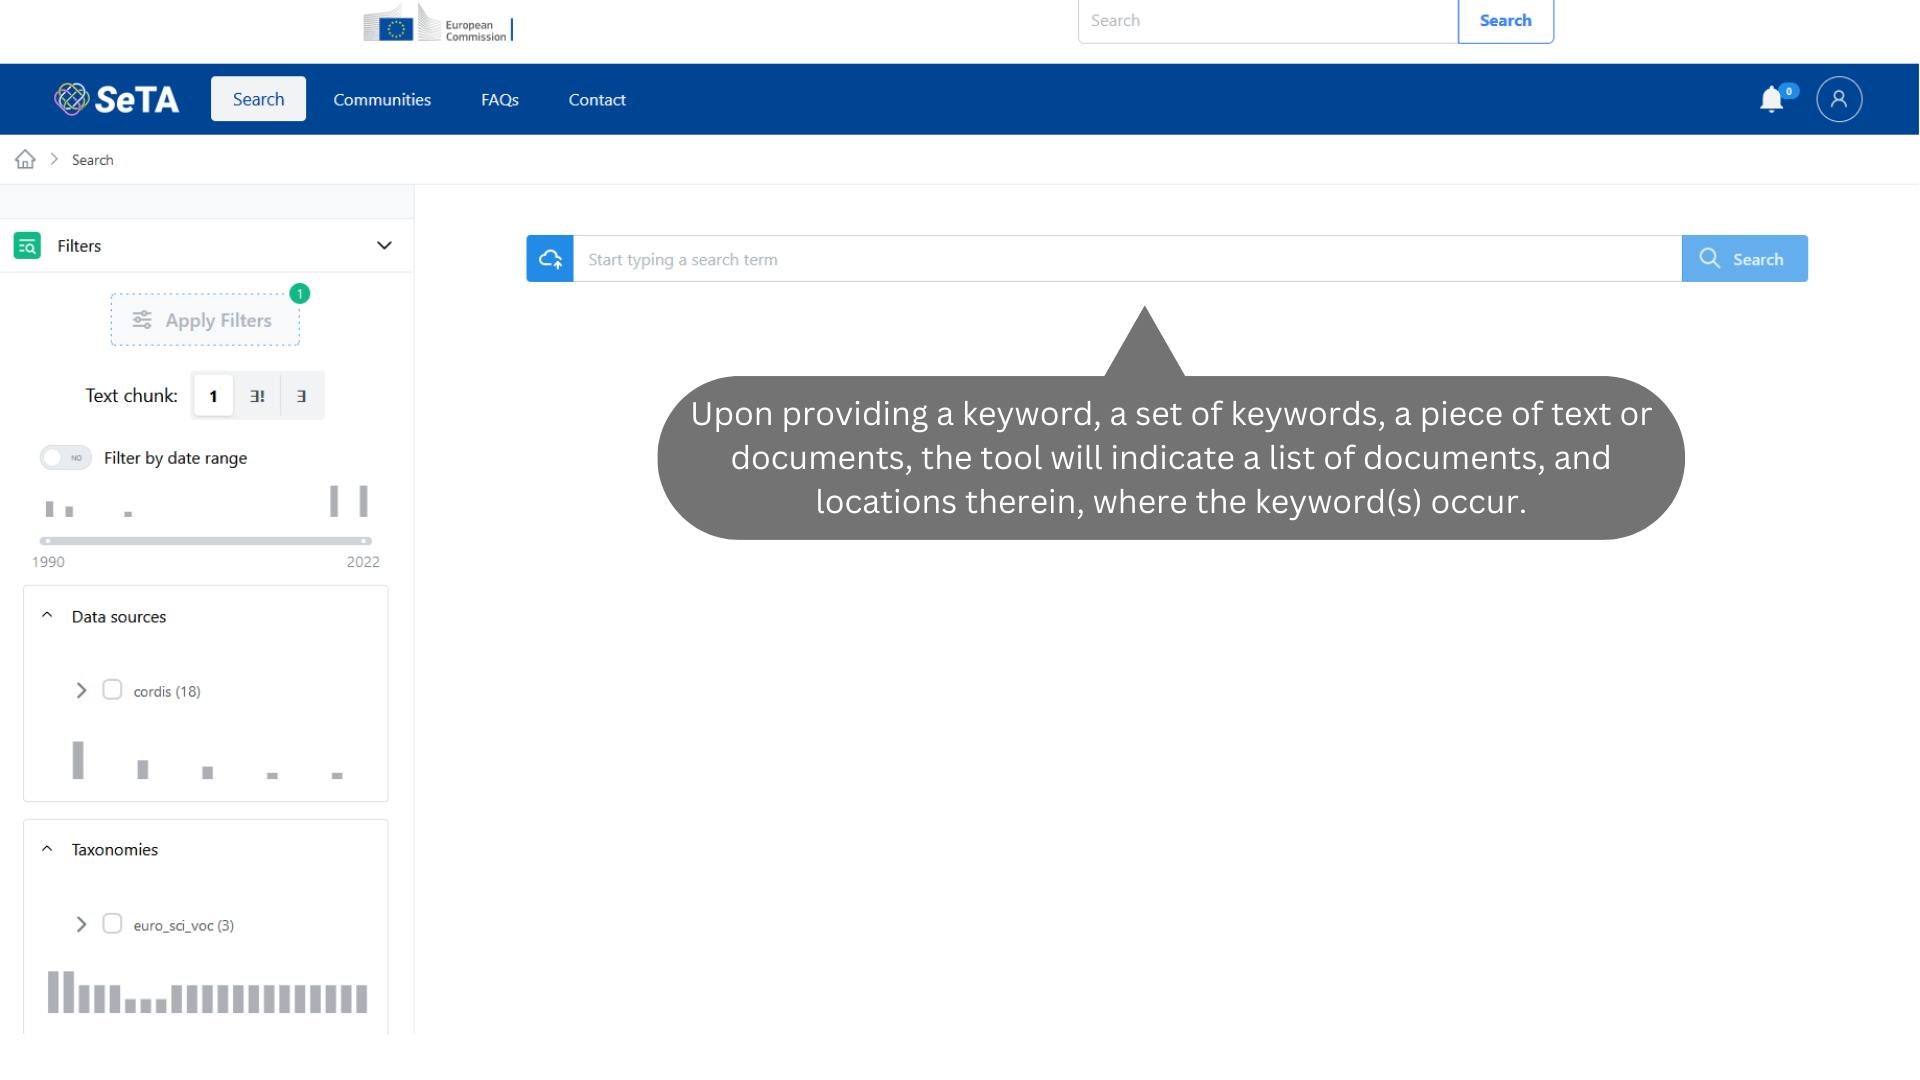 European
Commission
Search
Search
SeTA
Search
Communities
FAQs
Contact
0
Search
Filters
1
Apply Filters
Text chunk:
1
∃!
∃
NO
Filter by date range
1990
2022
Data sources
cordis (18)
Taxonomies
euro_sci_voc (3)
Start typing a search term
Search
Upon providing a keyword, a set of keywords, a piece of text or
documents, the tool will indicate a list of documents, and
locations therein, where the keyword(s) occur.